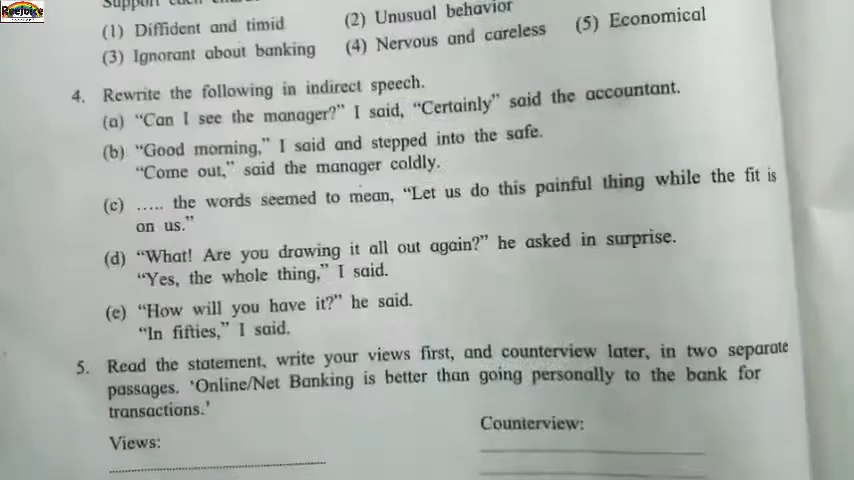 Reejoice
Support each
(1) Diffident and timid (2) Unusual behavior
(3) Ignorant about banking (4) Nervous and careless (5) Economical
4. Rewrite the following in indirect speech.
(a) “Can I see the manager?” I said, “Certainly” said the accountant.
(b) “Good morning,” I said and stepped into the safe.
“Come out,” said the manager coldly.
(c) ..... the words seemed to mean, “Let us do this painful thing while the fit is
on us.”
(d) “What! Are you drawing it all out again?” he asked in surprise.
“Yes, the whole thing,” I said.
(e) “How will you have it?” he said.
“In fifties,” I said.
5. Read the statement, write your views first, and counterview later, in two separate
passages. ‘Online/Net Banking is better than going personally to the bank for
transactions.’
Views: Counterview: